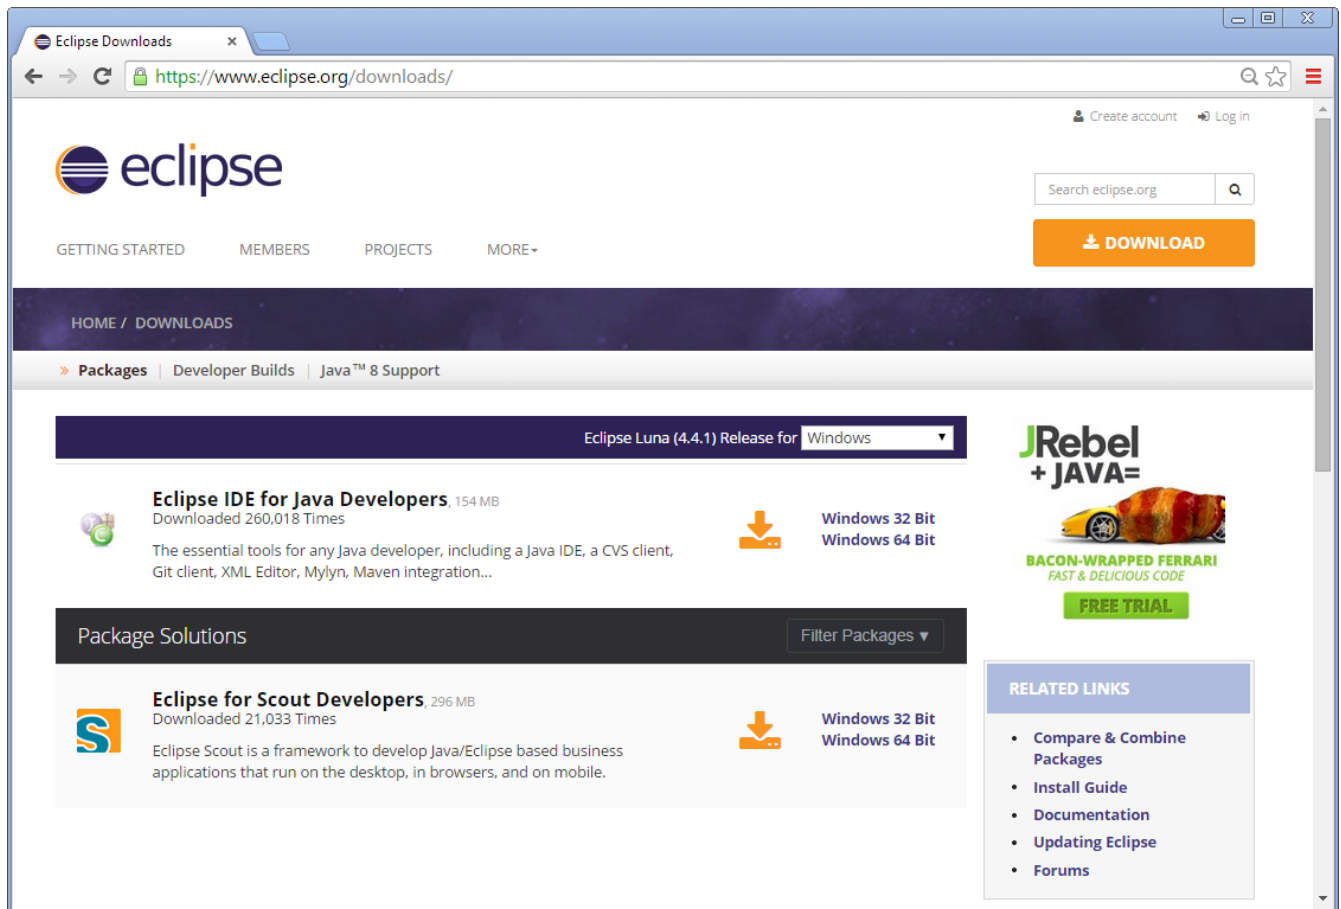 Eclipse Downloads
https://www.eclipse.org/downloads/
Create account Log in
eclipse
Search eclipse.org
GETTING STARTED MEMBERS PROJECTS MORE
DOWNLOAD
HOME / DOWNLOADS
» Packages | Developer Builds | Java™ 8 Support
Eclipse Luna (4.4.1) Release for Windows
Eclipse IDE for Java Developers, 154 MB
Downloaded 260,018 Times
The essential tools for any Java developer, including a Java IDE, a CVS client,
Git client, XML Editor, Mylyn, Maven integration...
Windows 32 Bit
Windows 64 Bit
Package Solutions
Filter Packages ▾
Eclipse for Scout Developers, 296 MB
Downloaded 21,033 Times
Eclipse Scout is a framework to develop Java/Eclipse based business
applications that run on the desktop, in browsers, and on mobile.
Windows 32 Bit
Windows 64 Bit
JRebel
+ JAVA=
BACON-WRAPPED FERRARI
FAST & DELICIOUS CODE
FREE TRIAL
RELATED LINKS
• Compare & Combine
Packages
• Install Guide
• Documentation
• Updating Eclipse
• Forums